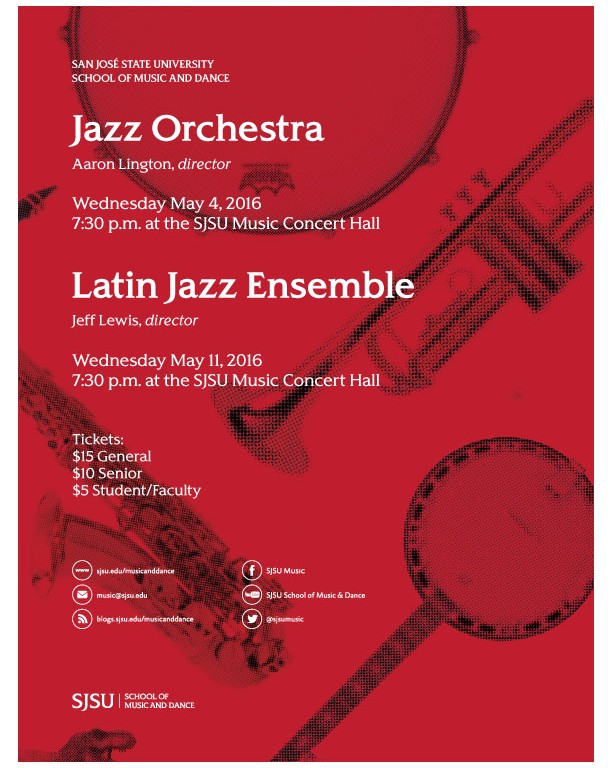 SAN JOSÉ STATE UNIVERSITY
SCHOOL OF MUSIC AND DANCE
Jazz Orchestra
Aaron Lington, director
Wednesday May 4, 2016
7:30 p.m. at the SJSU Music Concert Hall
Latin Jazz Ensemble
Jeff Lewis, director
Wednesday May 11, 2016
7:30 p.m. at the SJSU Music Concert Hall
Tickets:
$15 General
$10 Senior
$5 Student/Faculty
www sjsu.edu/musicanddance
music@sjsu.edu
blogs.sjsu.edu/musicanddance
f SJSU Music
SJSU School of Music & Dance
@sjsumusic
SJSU | SCHOOL OF
MUSIC AND DANCE